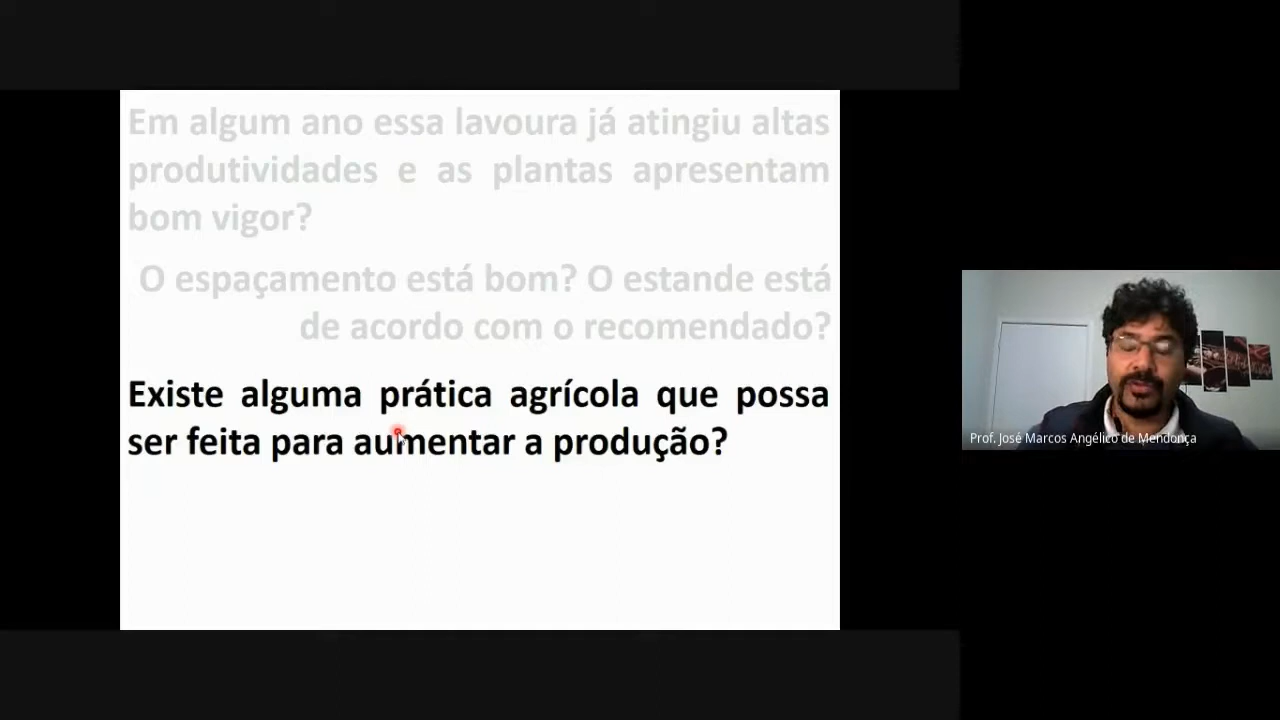 Em algum ano essa lavoura já atingiu altas
produtividades e as plantas apresentam
bom vigor?
O espaçamento está bom? O estande está
de acordo com o recomendado?
Existe alguma prática agrícola que possa
ser feita para aumentar a produção?
Prof. José Marcos Angélico de Mendonça